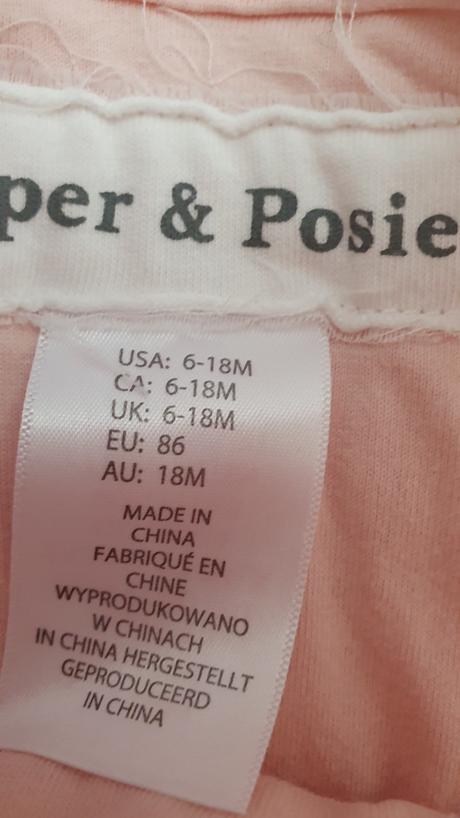 per & Posie
USA: 6-18M
CA: 6-18M
UK: 6-18M
EU: 86
AU: 18M
MADE IN
CHINA
FABRIQUÉ EN
CHINE
WYPRODUKOWANO
W CHINACH
IN CHINA HERGESTELLT
GEPRODUCEERD
IN CHINA